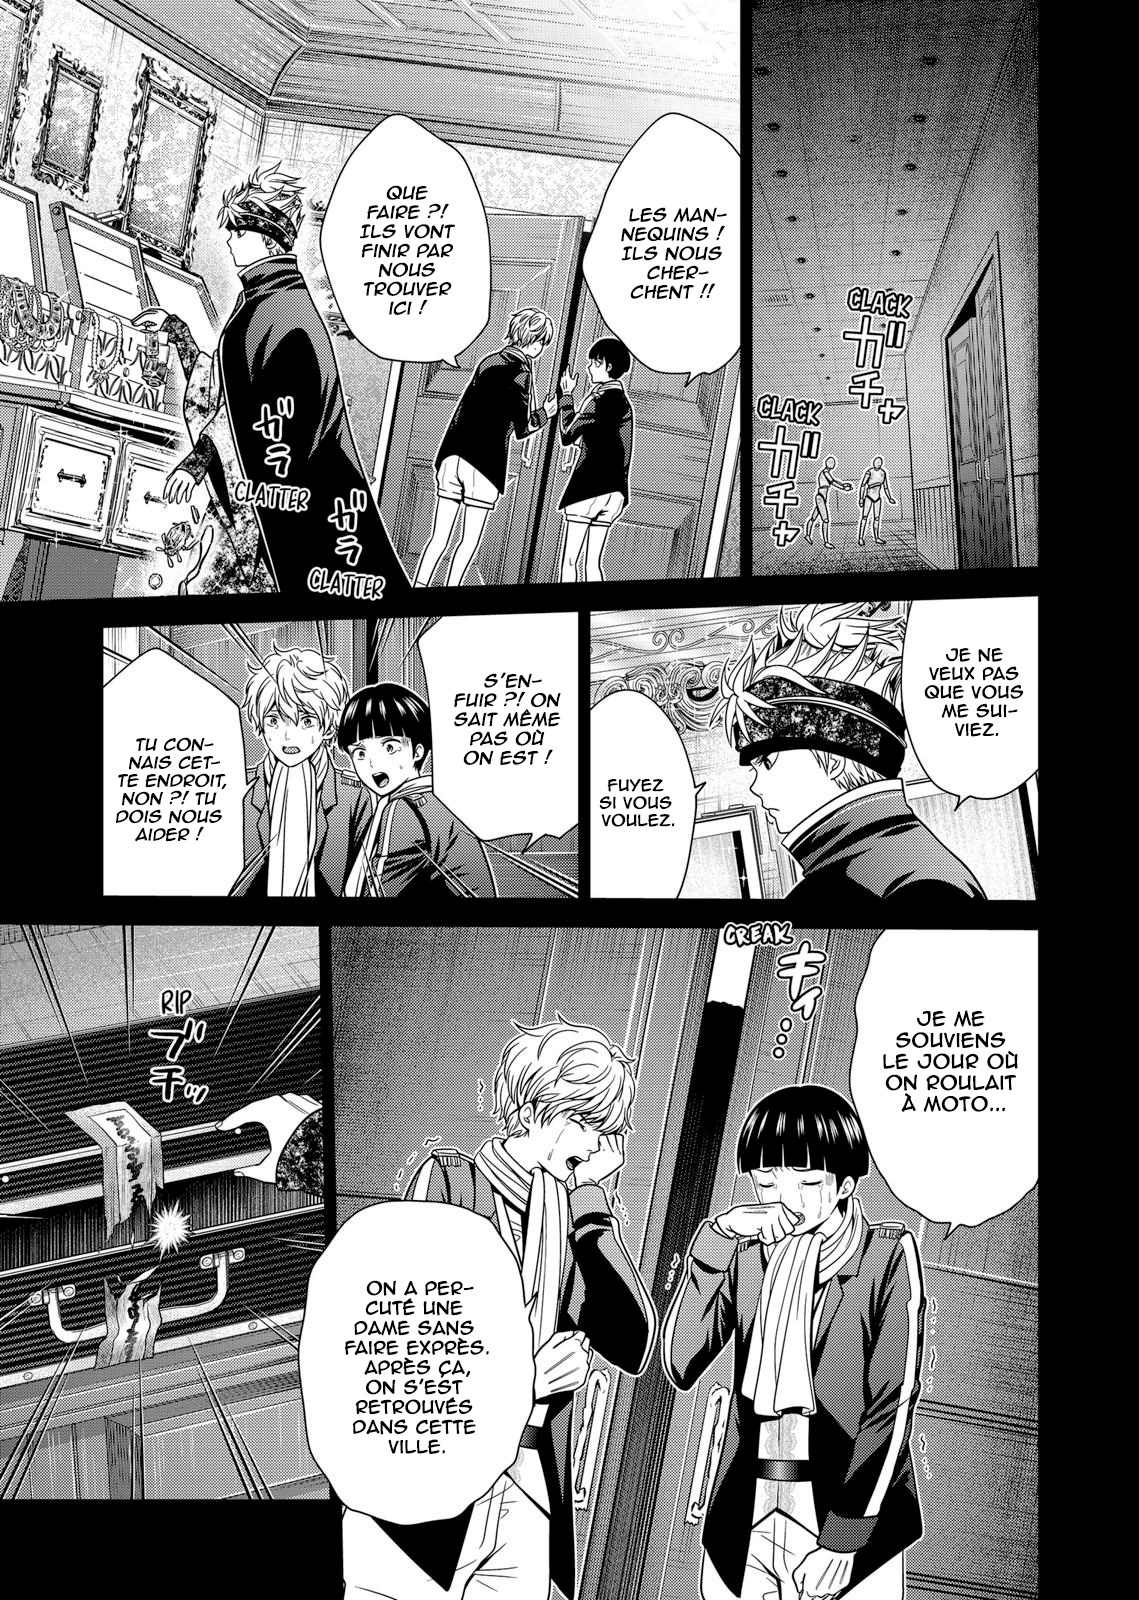 CLACK
ガチャ
CLACK
ガチャ
LES MAN-
NEQUINS !
ILS NOUS
CHER-
CHENT !!
QUE
FAIRE ?!
ILS VONT
FINIR PAR
NOUS
TROUVER
ICI !
ガラ
CLATTER
ガラ
CLATTER
JE NE
VEUX PAS
QUE VOUS
ME SUI-
VIEZ.
FUYEZ
SI VOUS
VOULEZ.
S'EN-
FUIR ?! ON
SAIT MÊME
PAS OÙ
ON EST !
TU CON-
NAIS CET-
TE ENDROIT,
NON ?! TU
DOIS NOUS
AIDER !
CREAK
キィ...
JE ME
SOUVIENS
LE JOUR OÙ
ON ROULAIT
À MOTO...
ON A PER-
CUTÉ UNE
DAME SANS
FAIRE EXPRÈS.
APRÈS ÇA,
ON S'EST
RETROUVÉS
DANS CETTE
VILLE.
RIP
ブチッ